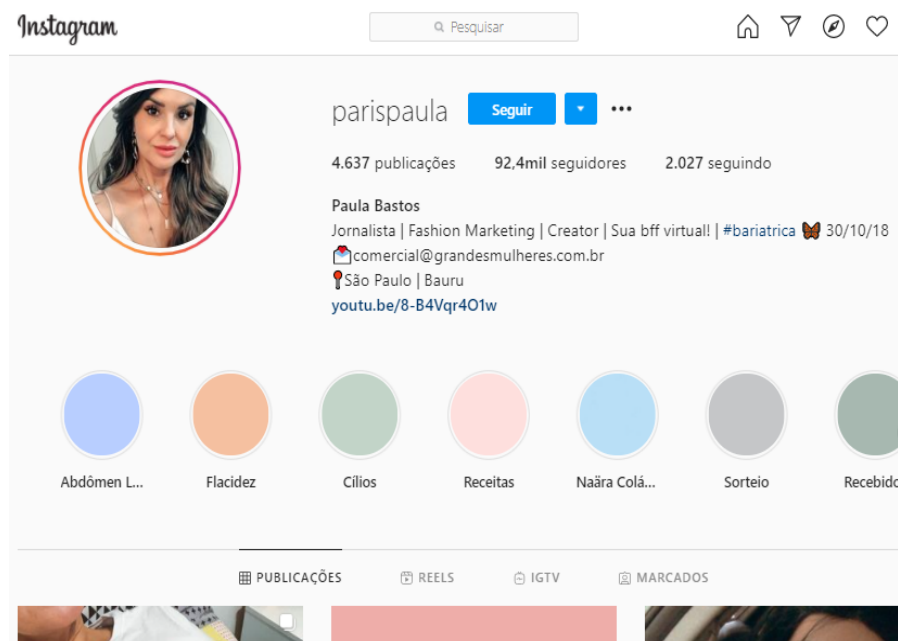 Instagram
Pesquisar
parispaula Seguir
4.637 publicações 92,4mil seguidores 2.027 seguindo
Paula Bastos
Jornalista | Fashion Marketing | Creator | Sua bff virtual! | #bariatrica 🦋 30/10/18
💌comercial@grandesmulheres.com.br
📍São Paulo | Bauru
youtu.be/8-B4Vqr4O1w
Abdômen L... Flacidez Cílios Receitas Naära Colá... Sorteio Recebido
PUBLICAÇÕES REELS IGTV MARCADOS